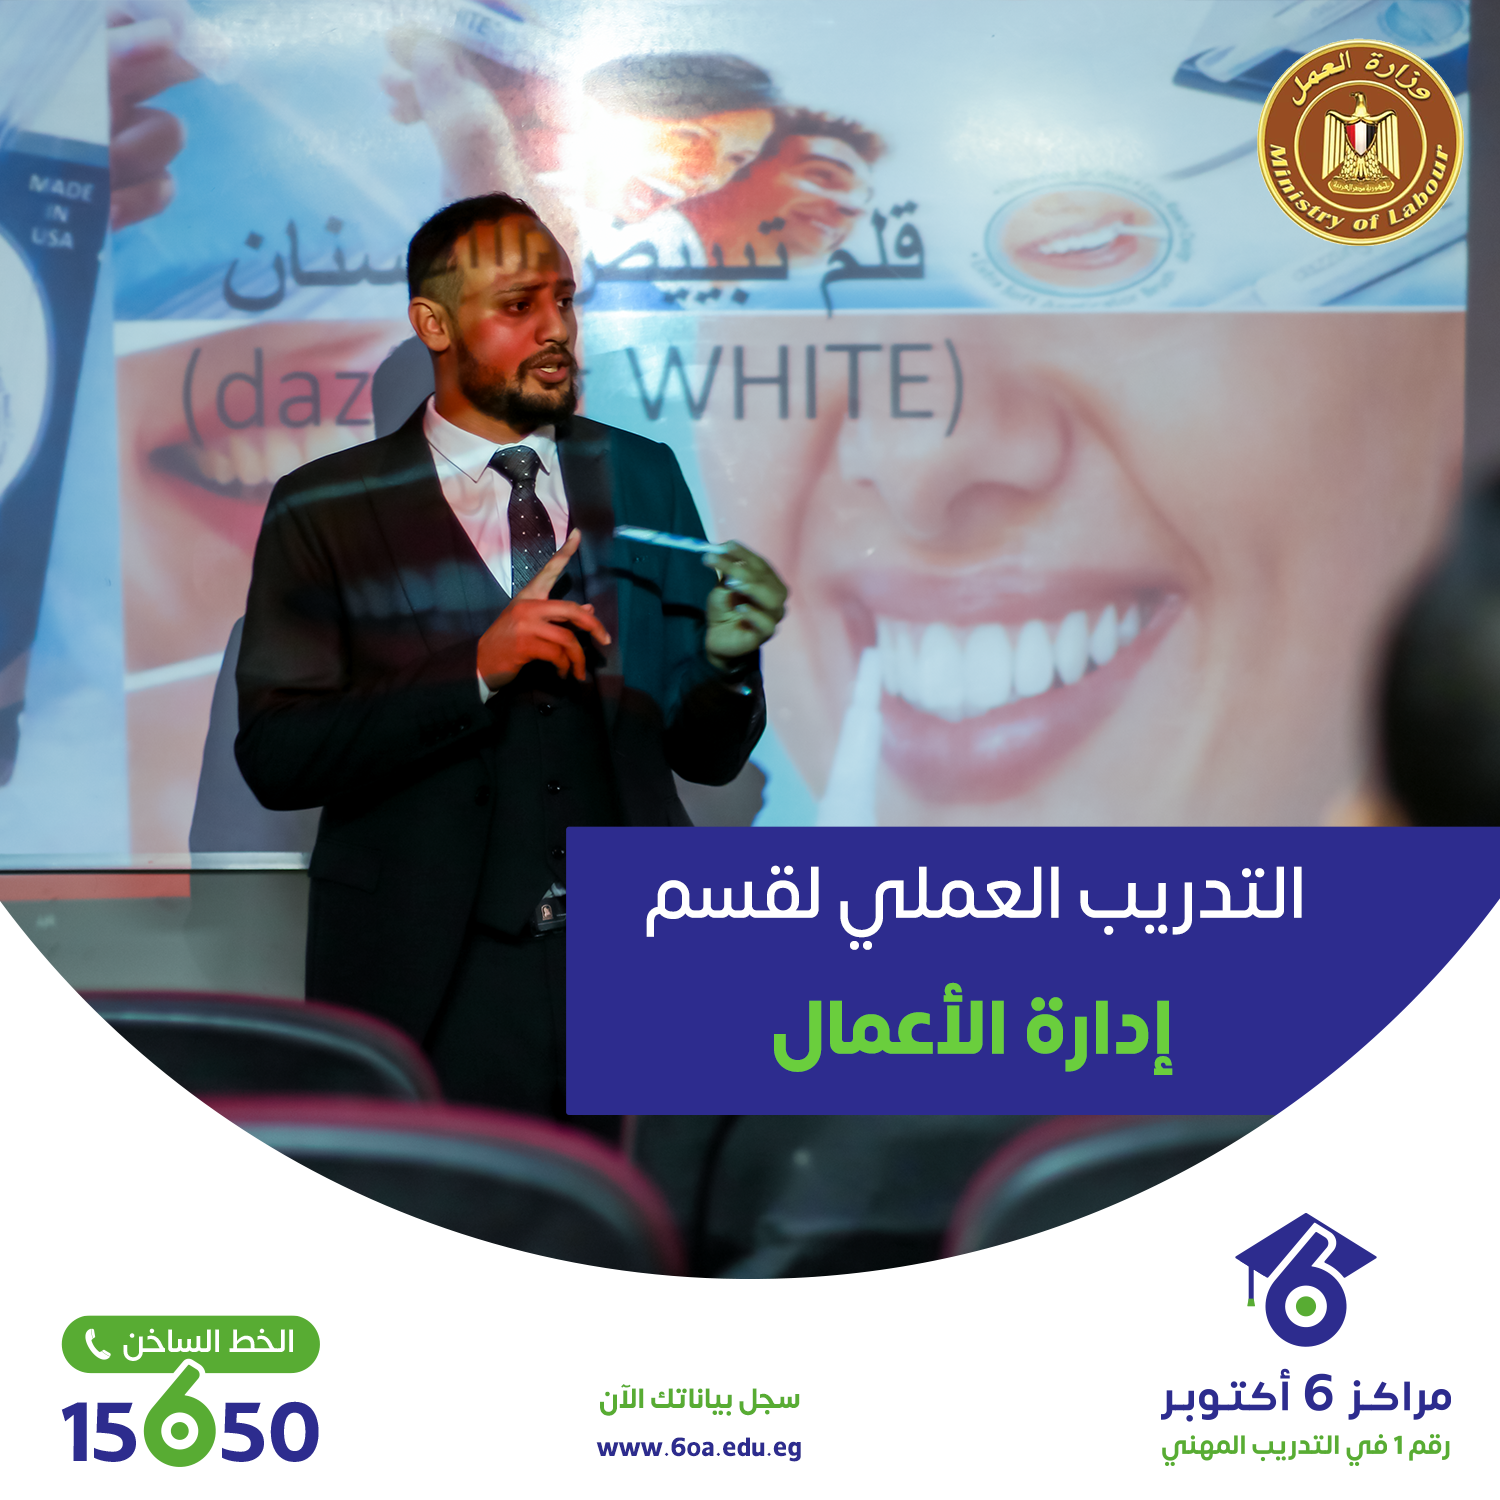 وزارة العمل
Ministry of Labour
MADE
IN
USA
قلم تبييض
WHITE)
التدريب العملي لقسم
إدارة الأعمال
مراكز 6 أكتوبر
رقم 1 في التدريب المهني
سجل بياناتك الآن
www.6oa.edu.eg
الخط الساخن
15650